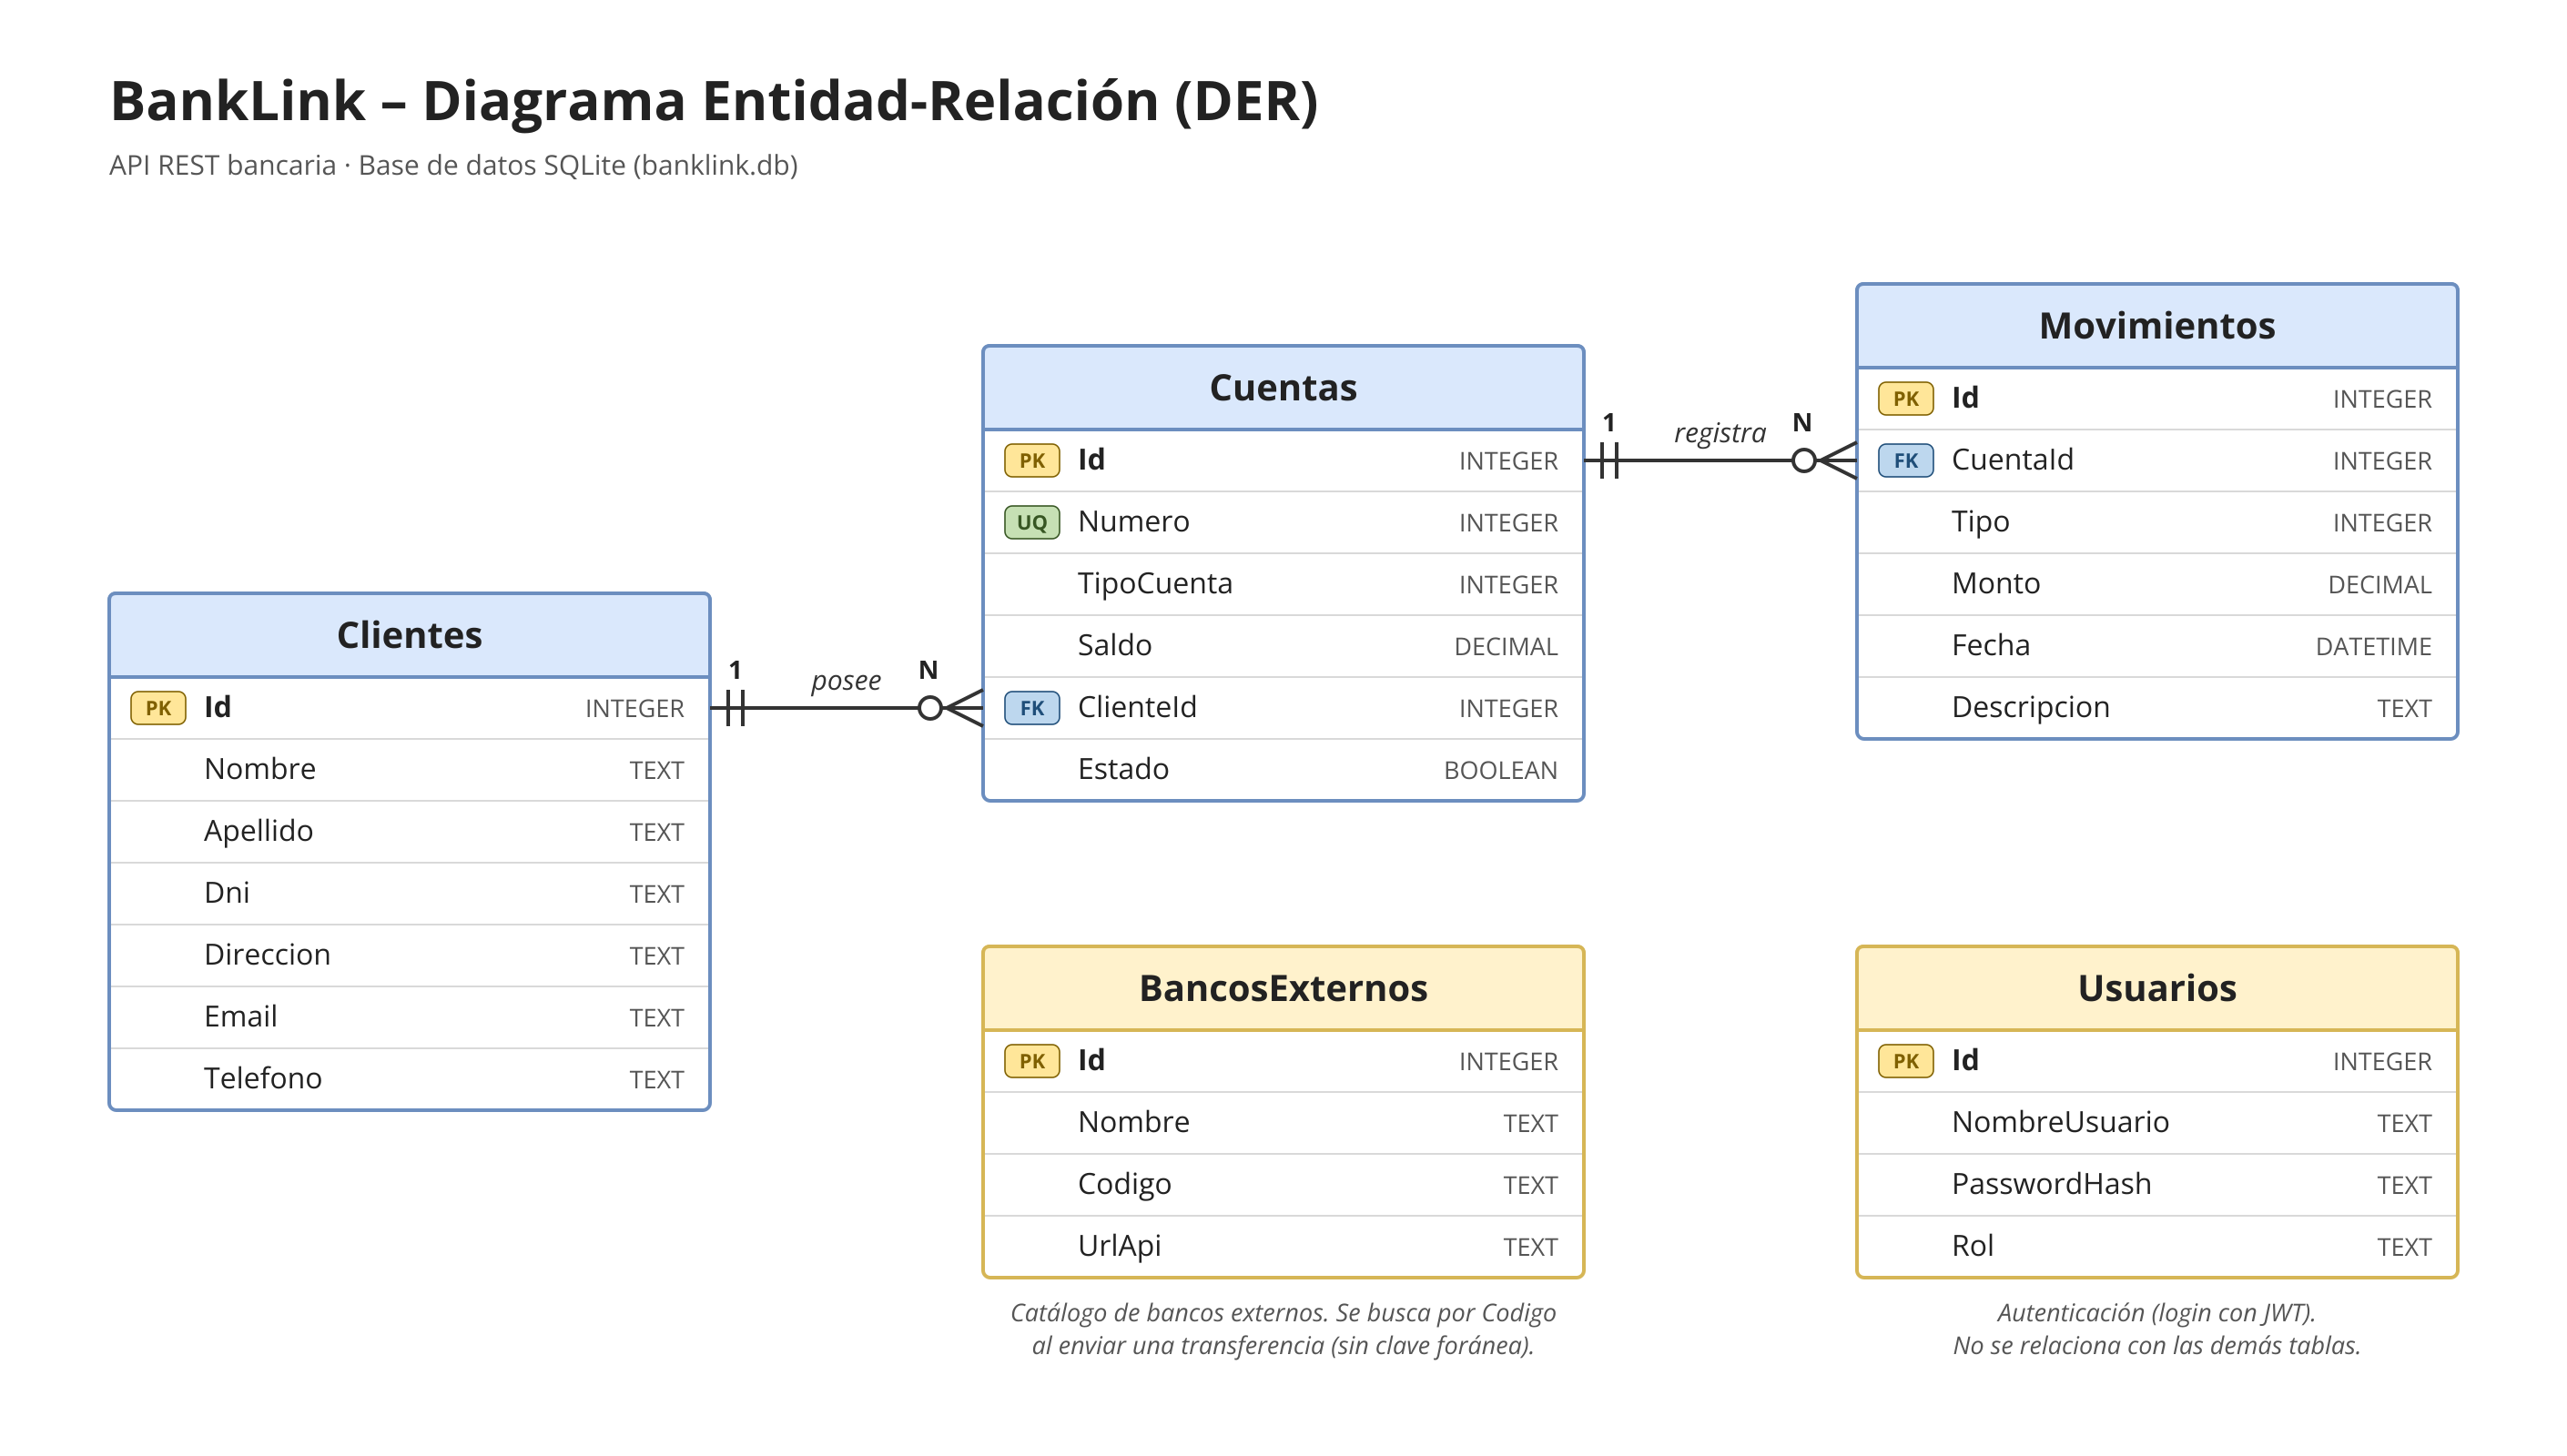 BankLink – Diagrama Entidad-Relación (DER)
API REST bancaria · Base de datos SQLite (banklink.db)
Clientes
PK Id INTEGER
Nombre TEXT
Apellido TEXT
Dni TEXT
Direccion TEXT
Email TEXT
Telefono TEXT
1 posee N
Cuentas
PK Id INTEGER
UQ Numero INTEGER
TipoCuenta INTEGER
Saldo DECIMAL
FK ClienteId INTEGER
Estado BOOLEAN
1 registra N
Movimientos
PK Id INTEGER
FK CuentaId INTEGER
Tipo INTEGER
Monto DECIMAL
Fecha DATETIME
Descripcion TEXT
BancosExternos
PK Id INTEGER
Nombre TEXT
Codigo TEXT
UrlApi TEXT
Catálogo de bancos externos. Se busca por Codigo
al enviar una transferencia (sin clave foránea).
Usuarios
PK Id INTEGER
NombreUsuario TEXT
PasswordHash TEXT
Rol TEXT
Autenticación (login con JWT).
No se relaciona con las demás tablas.